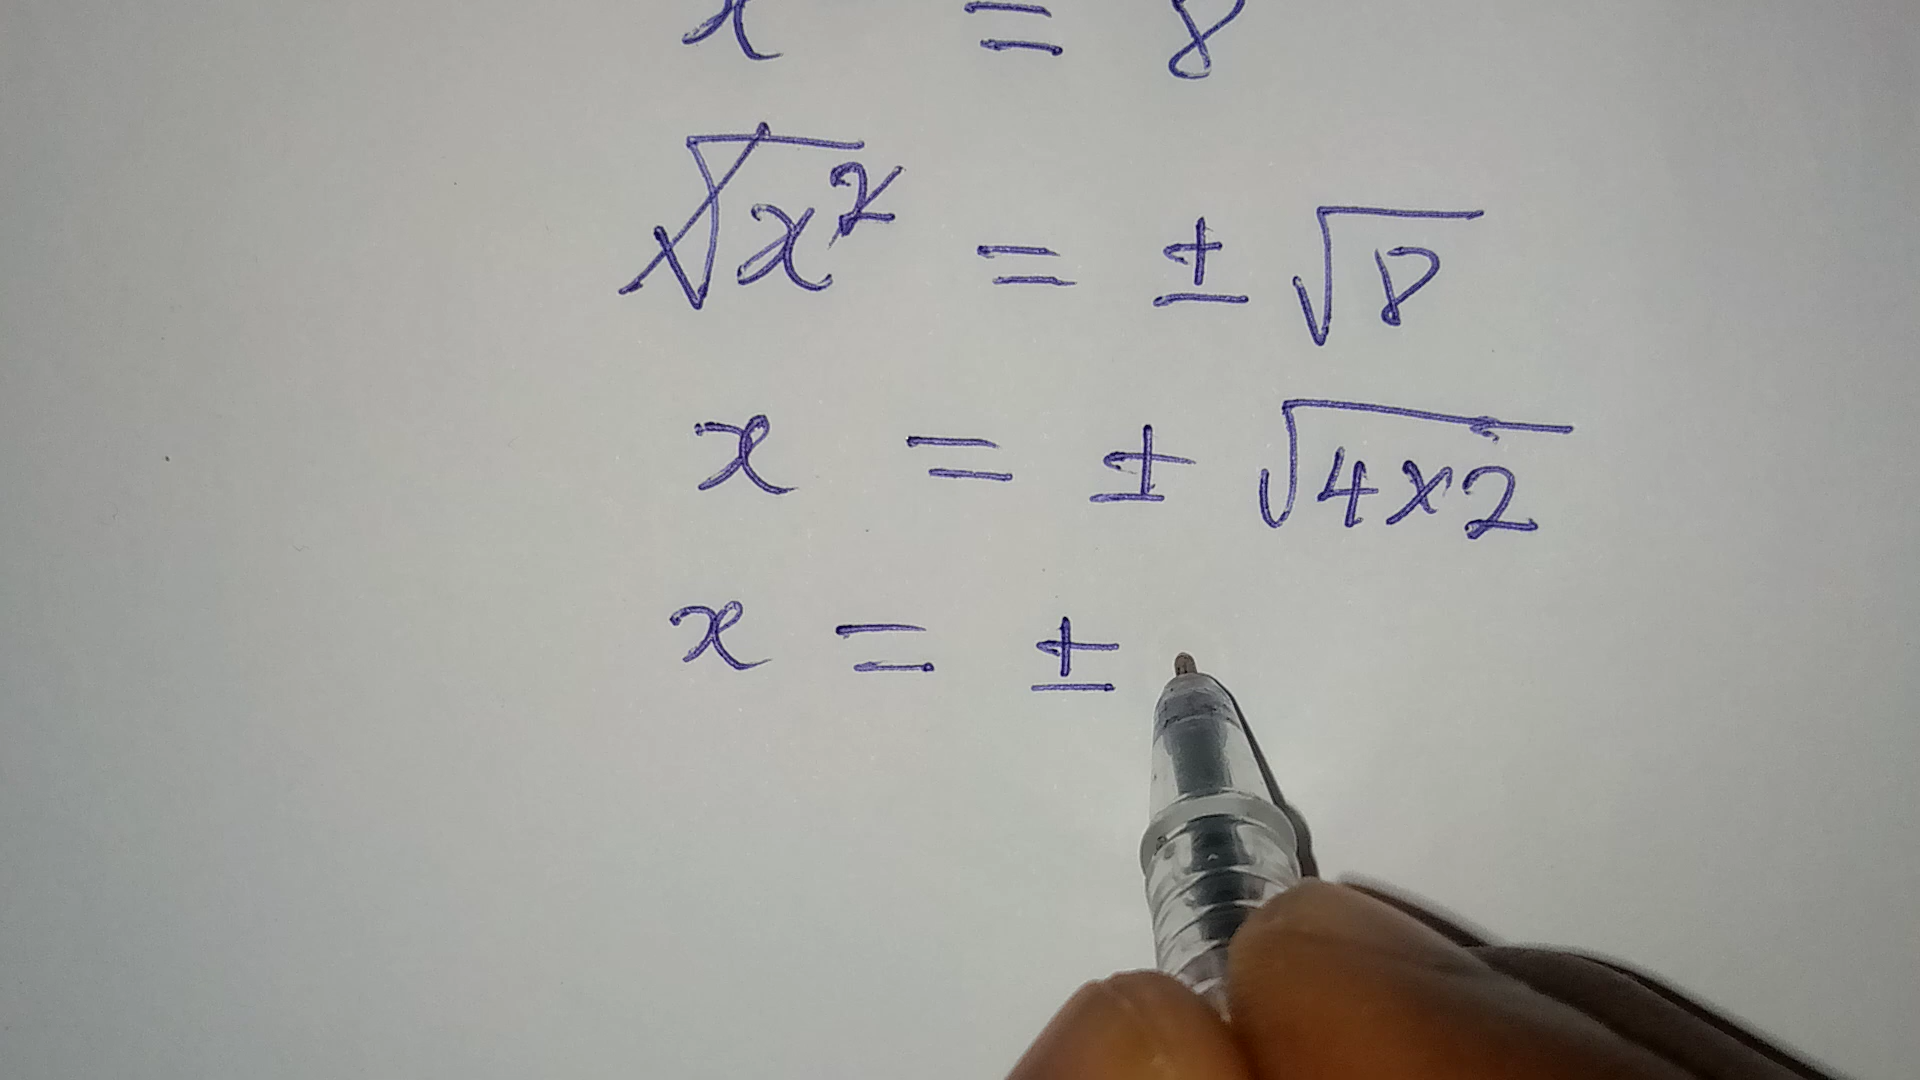 x = 8
√x² = ± √8
x = ± √4×2
x = ±